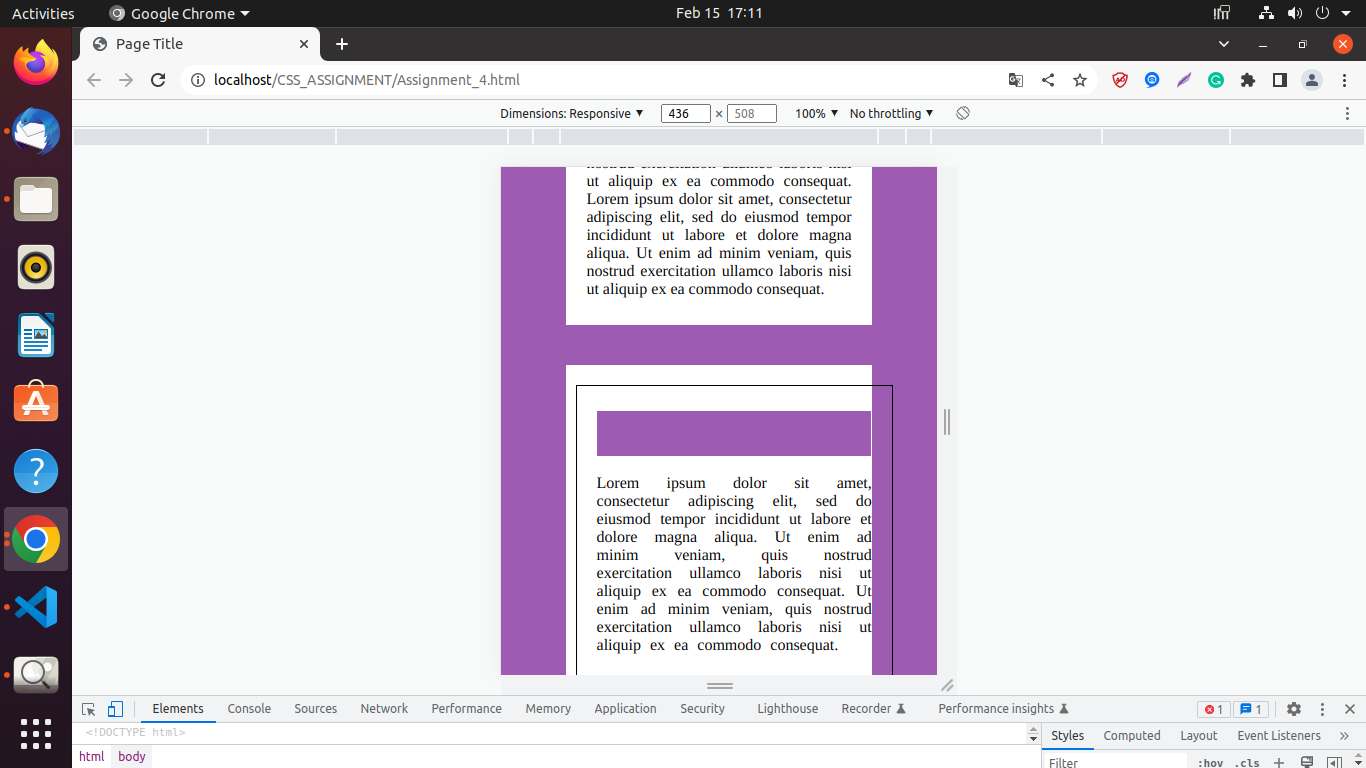 Activities
Google Chrome
Feb 15 17:11
Page Title
localhost/CSS_ASSIGNMENT/Assignment_4.html
Dimensions: Responsive
436 × 508
100%
No throttling
nostrud exercitation ullamco laboris nisi
ut aliquip ex ea commodo consequat.
Lorem ipsum dolor sit amet, consectetur
adipiscing elit, sed do eiusmod tempor
incididunt ut labore et dolore magna
aliqua. Ut enim ad minim veniam, quis
nostrud exercitation ullamco laboris nisi
ut aliquip ex ea commodo consequat.
Lorem ipsum dolor sit amet,
consectetur adipiscing elit, sed do
eiusmod tempor incididunt ut labore et
dolore magna aliqua. Ut enim ad
minim veniam, quis nostrud
exercitation ullamco laboris nisi ut
aliquip ex ea commodo consequat. Ut
enim ad minim veniam, quis nostrud
exercitation ullamco laboris nisi ut
aliquip ex ea commodo consequat.
Elements Console Sources Network Performance Memory Application Security Lighthouse Recorder Performance insights 1 1
<!DOCTYPE html>
html body
Styles Computed Layout Event Listeners »
Filter :hov .cls